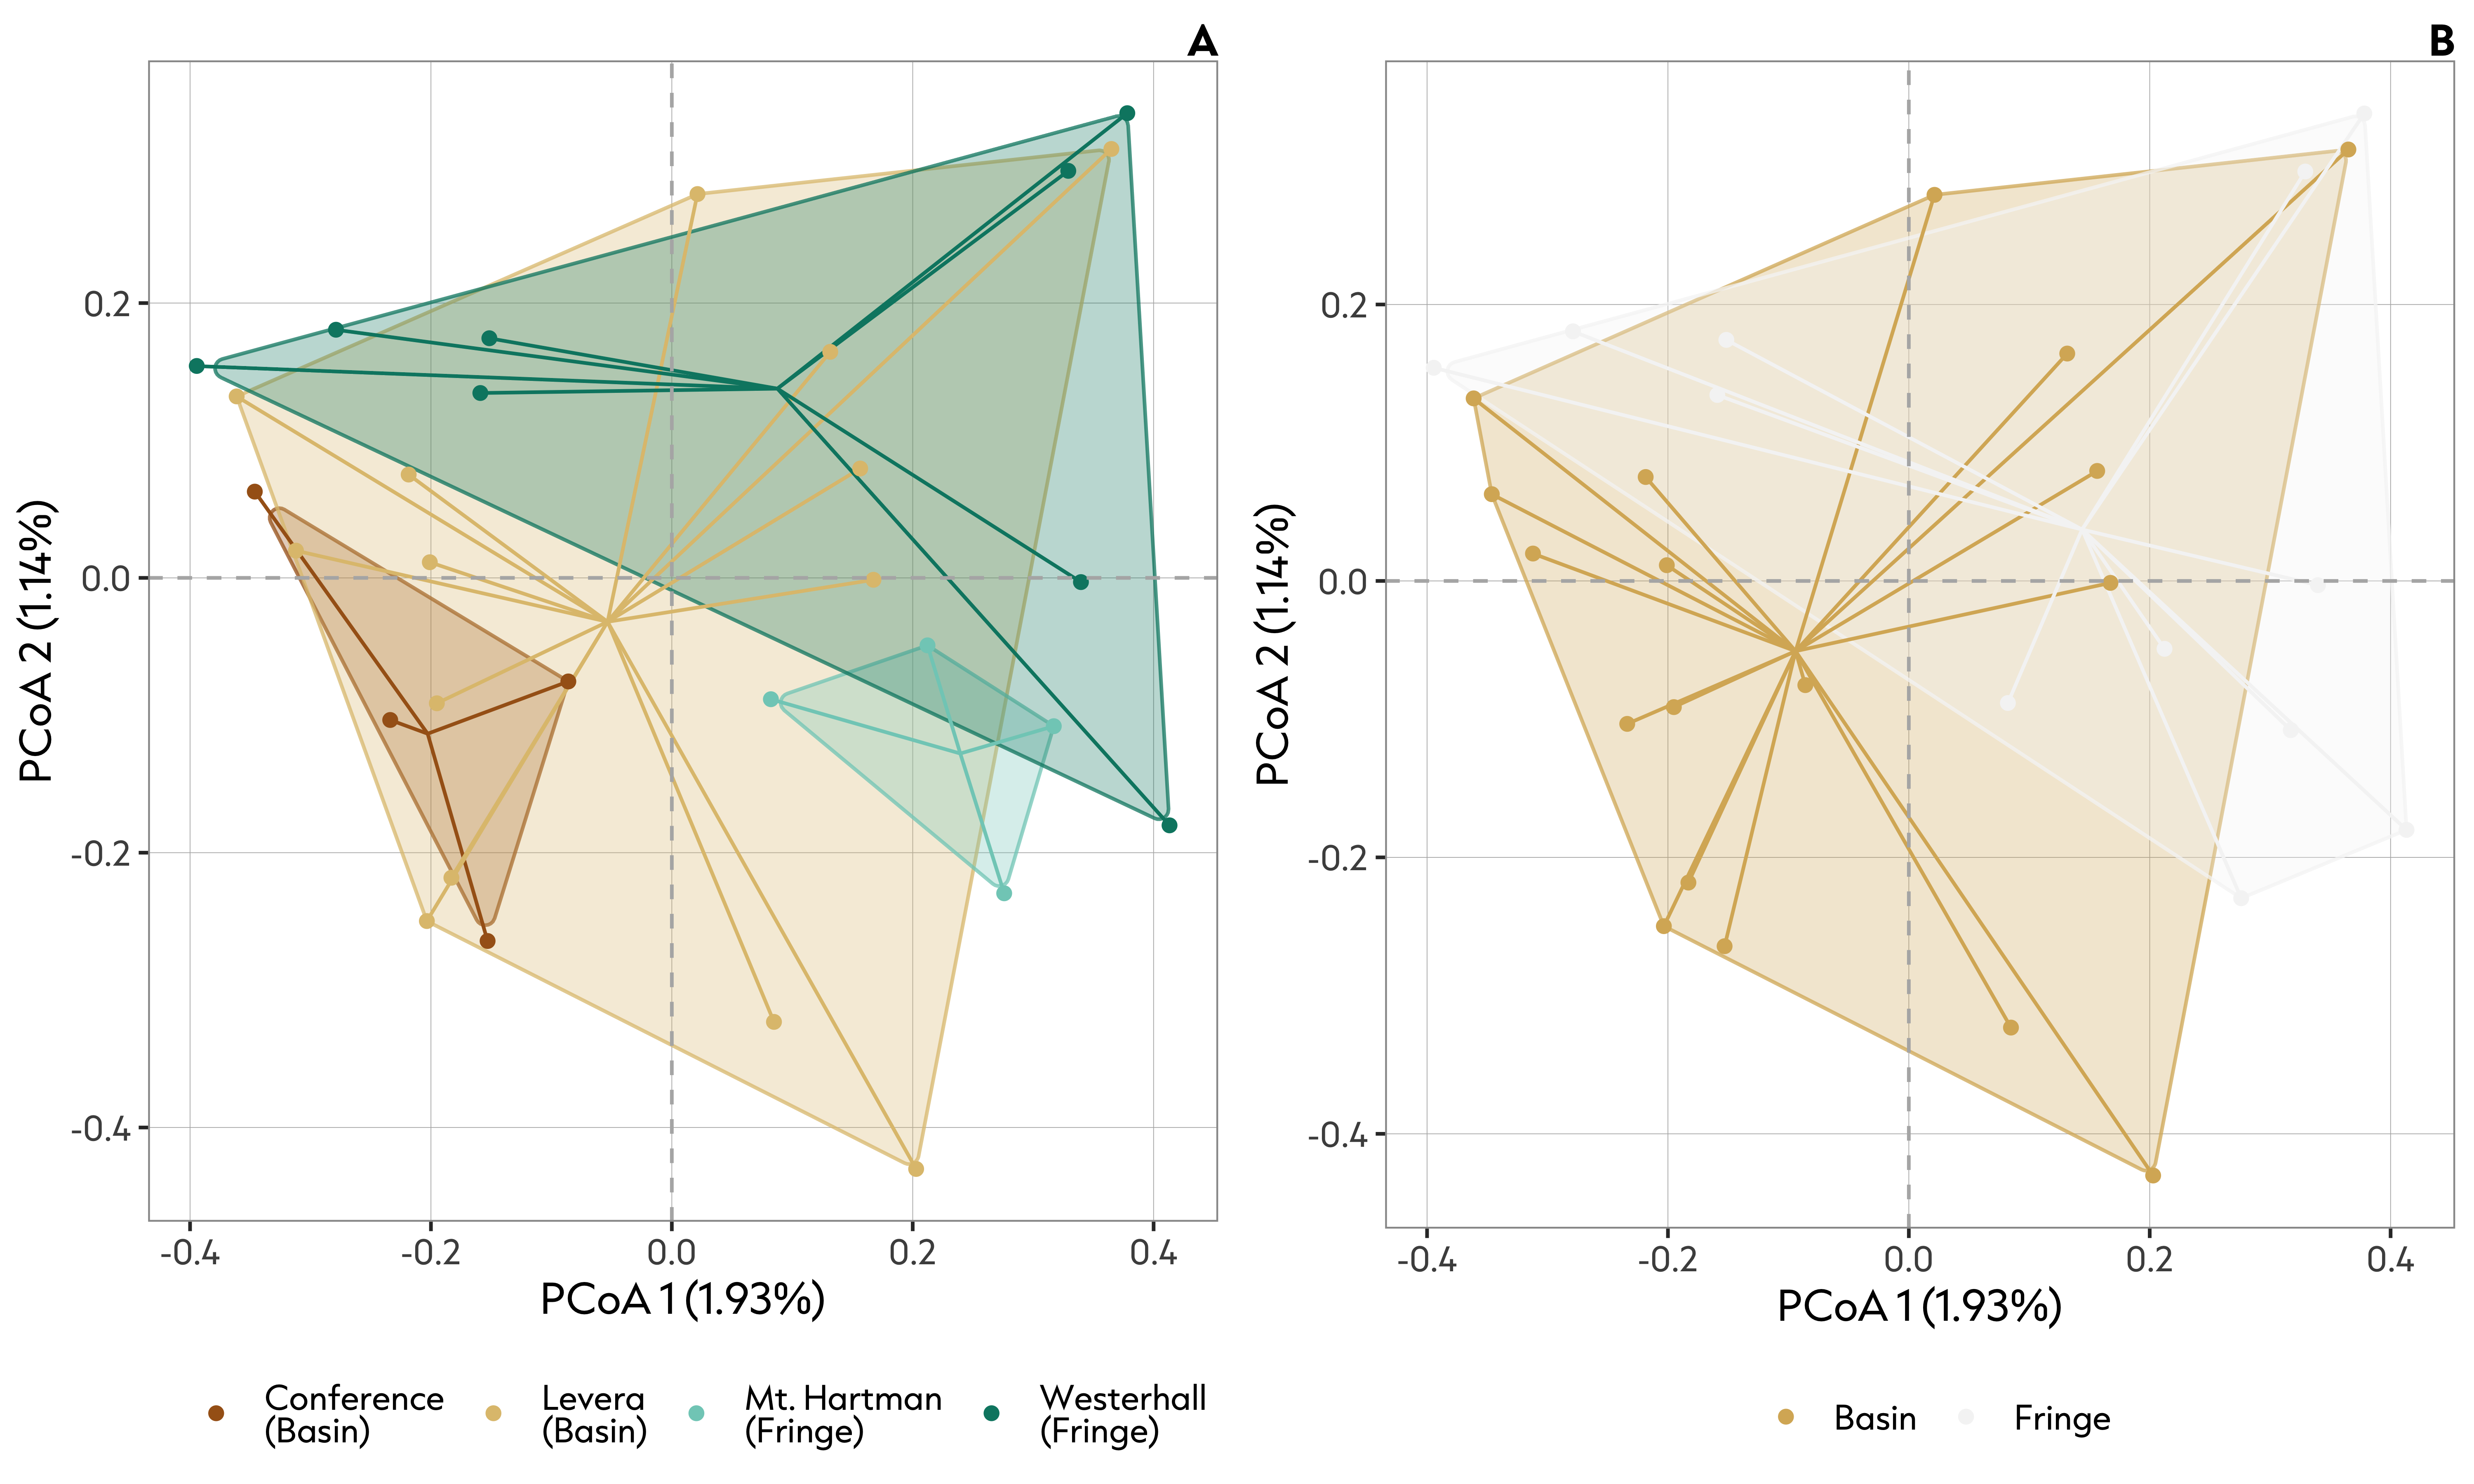 A
PCoA 2 (1.14%)
0.2
0.0
-0.2
-0.4
-0.4
-0.2
0.0
0.2
0.4
PCoA 1 (1.93%)
Conference
(Basin)
Levera
(Basin)
Mt. Hartman
(Fringe)
Westerhall
(Fringe)
B
PCoA 2 (1.14%)
0.2
0.0
-0.2
-0.4
-0.4
-0.2
0.0
0.2
0.4
PCoA 1 (1.93%)
Basin
Fringe